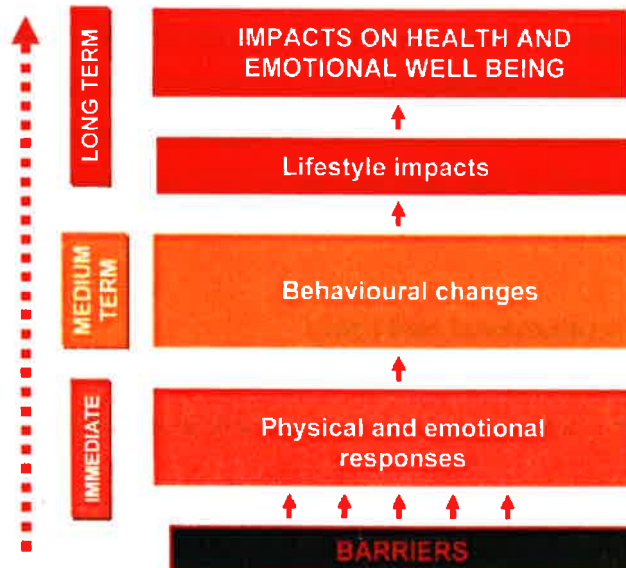 LONG TERM
IMPACTS ON HEALTH AND
EMOTIONAL WELL BEING
Lifestyle impacts
MEDIUM
TERM
Behavioural changes
IMMEDIATE
Physical and emotional
responses
BARRIERS